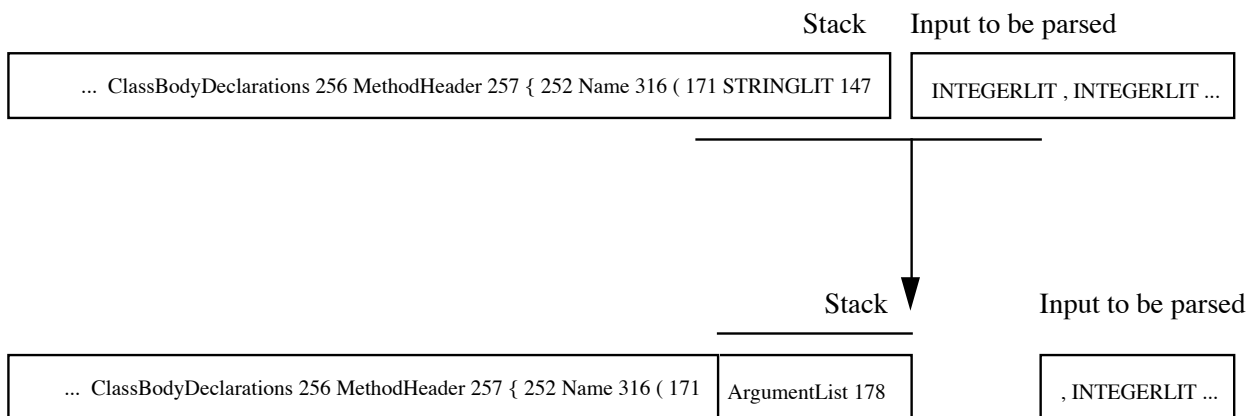 Stack Input to be parsed
... ClassBodyDeclarations 256 MethodHeader 257 { 252 Name 316 ( 171 STRINGLIT 147 INTEGERLIT , INTEGERLIT ...
Stack Input to be parsed
... ClassBodyDeclarations 256 MethodHeader 257 { 252 Name 316 ( 171 ArgumentList 178 , INTEGERLIT ...